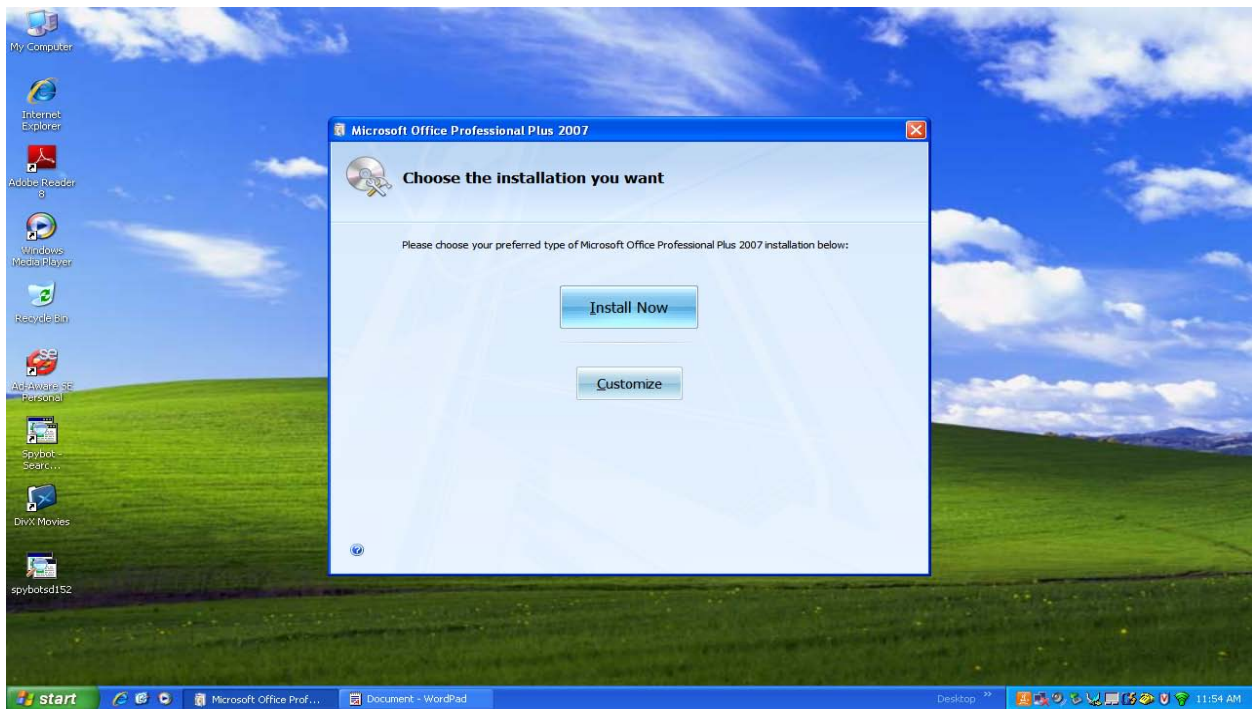 My Computer
Internet
Explorer
Adobe Reader
8
Windows
Media Player
Recycle Bin
Ad-Aware SE
Personal
Spybot -
Searc...
DivX Movies
spybotsd152
Microsoft Office Professional Plus 2007
Choose the installation you want
Please choose your preferred type of Microsoft Office Professional Plus 2007 installation below:
Install Now
Customize
start
Microsoft Office Prof...
Document - WordPad
Desktop
11:54 AM